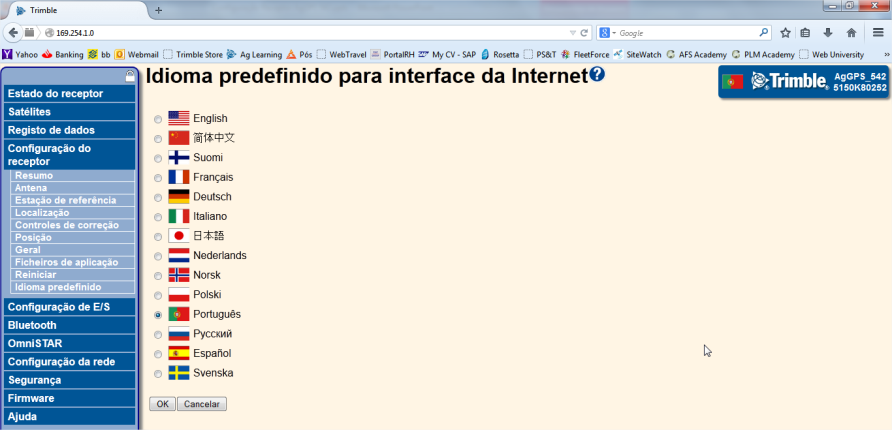 Trimble
169.254.1.0
Google
Yahoo Banking bb Webmail Trimble Store Ag Learning Pós WebTravel PortalRH My CV - SAP Rosetta PS&T FleetForce SiteWatch AFS Academy PLM Academy Web University
Idioma predefinido para interface da Internet
Trimble
AgGPS_542
5150K80252
Estado do receptor
Satélites
Registo de dados
Configuração do
receptor
Resumo
Antena
Estação de referência
Localização
Controles de correção
Posição
Geral
Ficheiros de aplicação
Reiniciar
Idioma predefinido
Configuração de E/S
Bluetooth
OmniSTAR
Configuração da rede
Segurança
Firmware
Ajuda
English
简体中文
Suomi
Français
Deutsch
Italiano
日本語
Nederlands
Norsk
Polski
Português
Русский
Español
Svenska
OK Cancelar